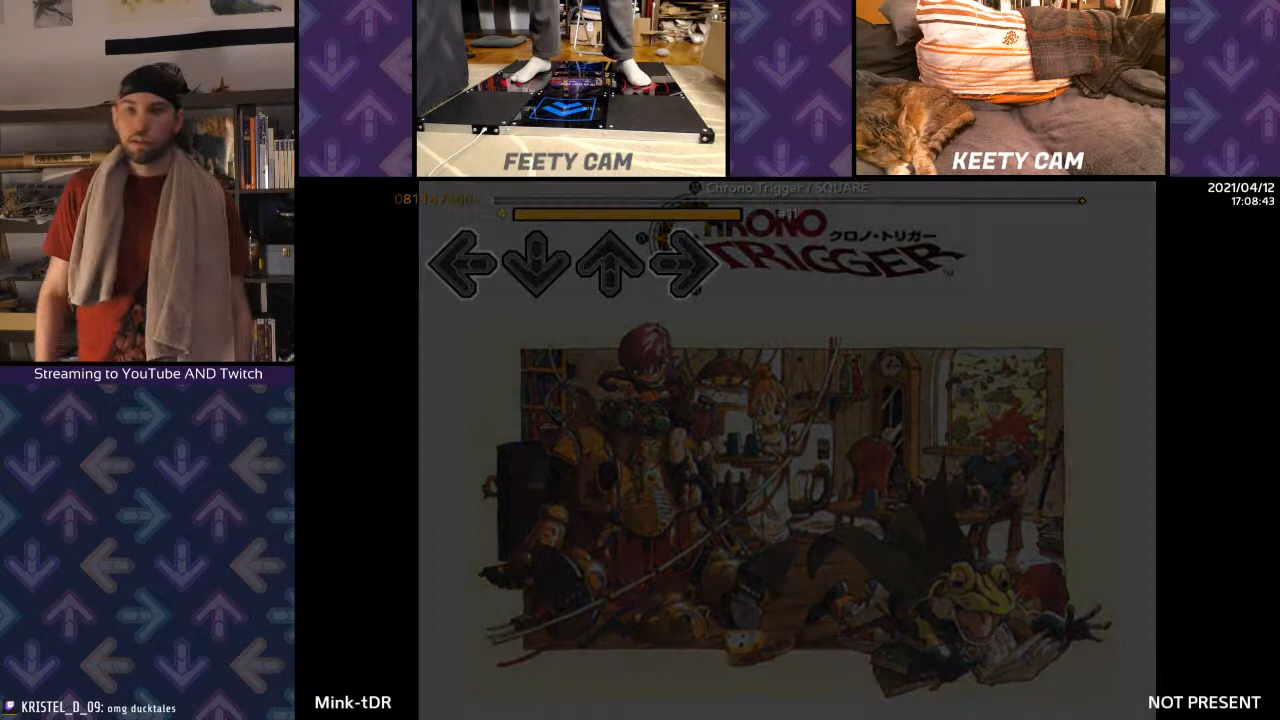 FEETY CAM
KEETY CAM
2021/04/12
17:08:43
Chrono Trigger / SQUARE
CHRONO
クロノ・トリガー
TRIGGER
TM
Streaming to YouTube AND Twitch
KRISTEL_D_09: omg ducktales
Mink-tDR
NOT PRESENT